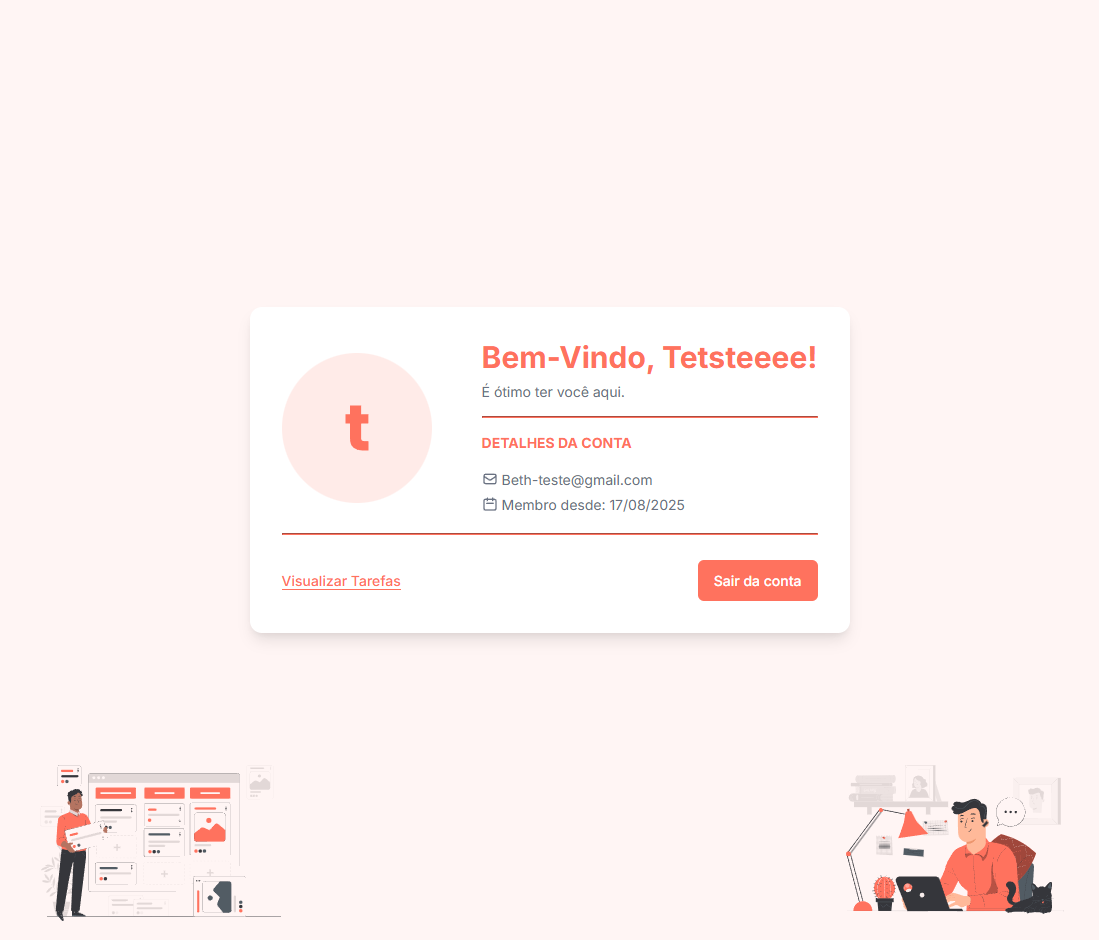 t
Bem-Vindo, Tetsteeee!
É ótimo ter você aqui.
DETALHES DA CONTA
Beth-teste@gmail.com
Membro desde: 17/08/2025
Visualizar Tarefas
Sair da conta